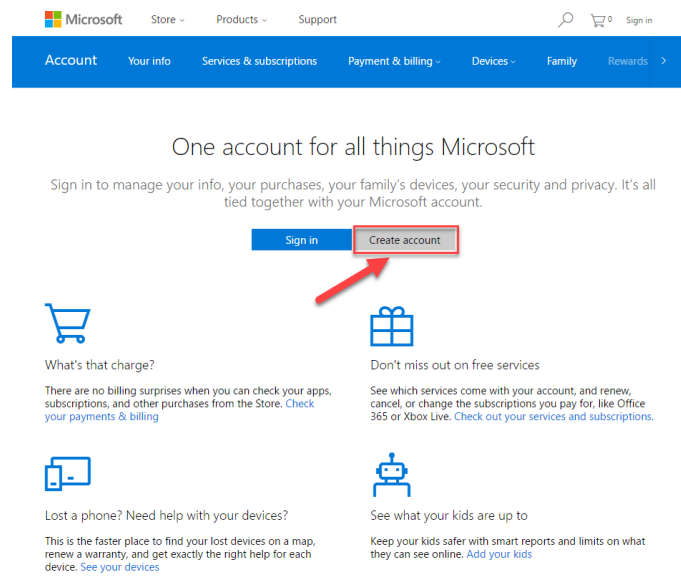 Microsoft Store Products Support 0 Sign in
Account Your info Services & subscriptions Payment & billing Devices Family Rewards
One account for all things Microsoft
Sign in to manage your info, your purchases, your family's devices, your security and privacy. It's all
tied together with your Microsoft account.
Sign in Create account
What's that charge?
There are no billing surprises when you can check your apps,
subscriptions, and other purchases from the Store. Check
your payments & billing
Don't miss out on free services
See which services come with your account, and renew,
cancel, or change the subscriptions you pay for, like Office
365 or Xbox Live. Check out your services and subscriptions.
Lost a phone? Need help with your devices?
This is the faster place to find your lost devices on a map,
renew a warranty, and get exactly the right help for each
device. See your devices
See what your kids are up to
Keep your kids safer with smart reports and limits on what
they can see online. Add your kids